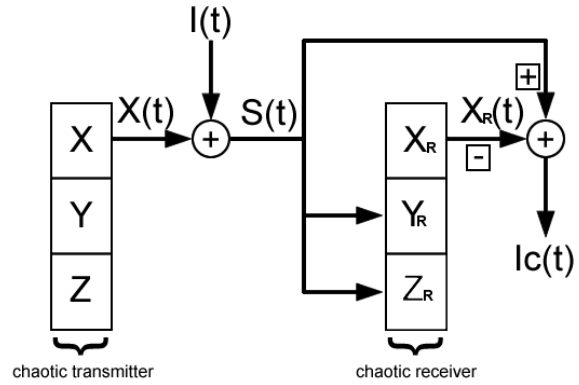 I(t)
X(t)
S(t)
+
+
X
Y
Z
XR
YR
ZR
XR(t)
-
+
Ic(t)
chaotic transmitter
chaotic receiver